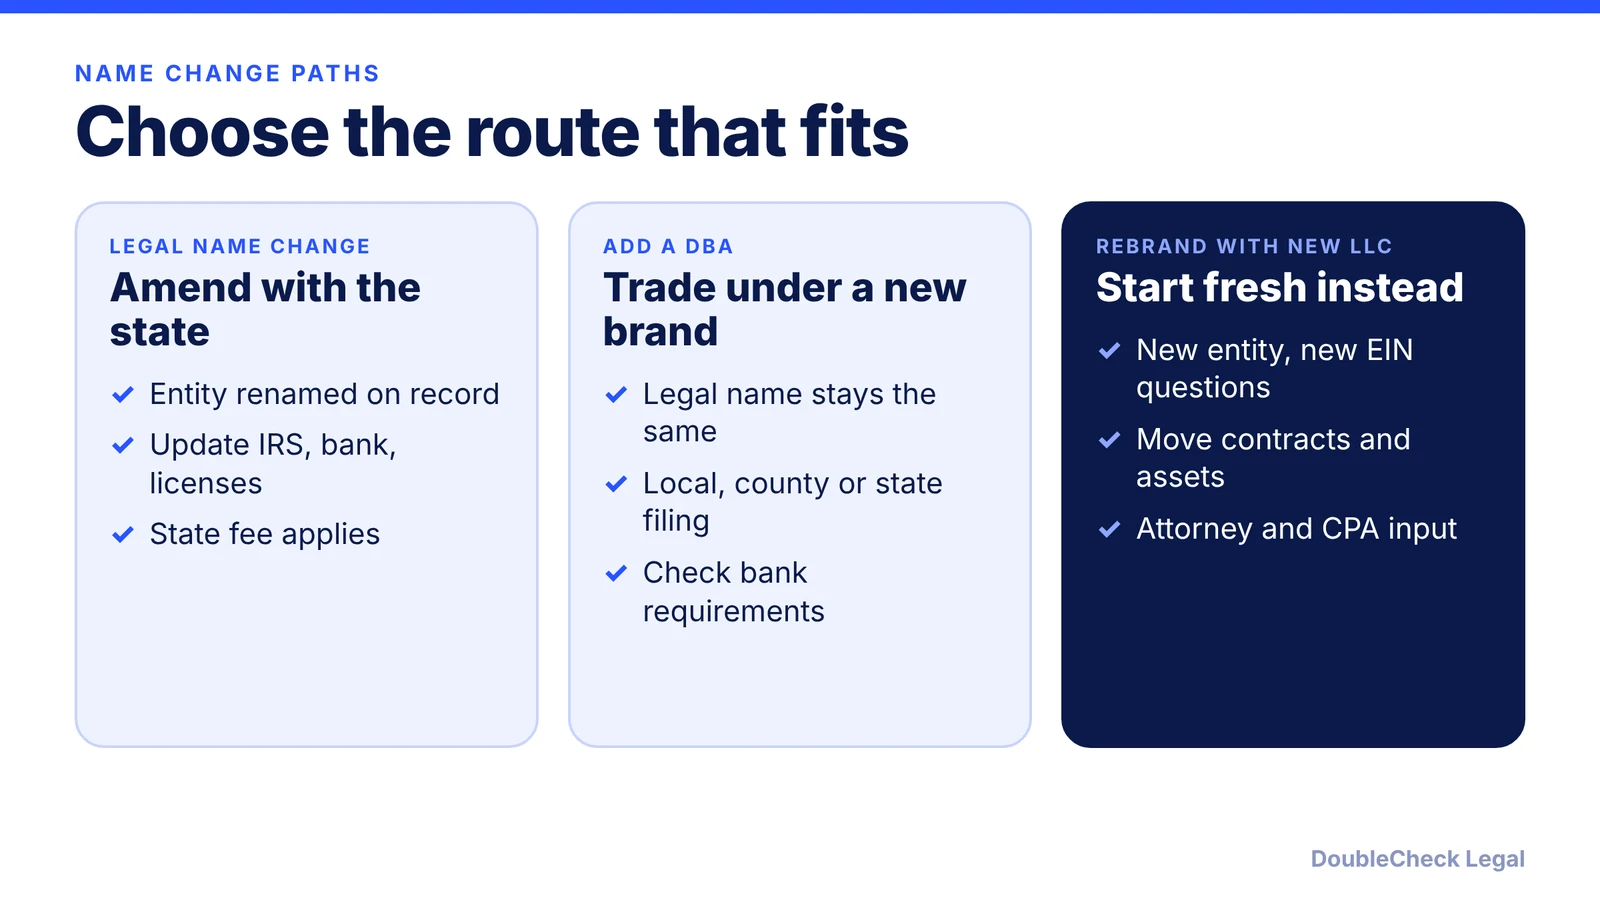 NAME CHANGE PATHS
Choose the route that fits
LEGAL NAME CHANGE
Amend with the
state
Entity renamed on record
Update IRS, bank,
licenses
State fee applies
ADD A DBA
Trade under a new
brand
Legal name stays the
same
Local, county or state
filing
Check bank
requirements
REBRAND WITH NEW LLC
Start fresh instead
New entity, new EIN
questions
Move contracts and
assets
Attorney and CPA input
DoubleCheck Legal